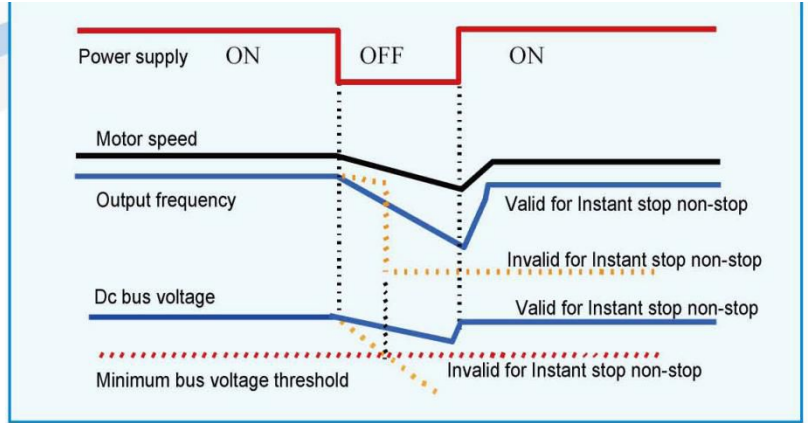 Power supply ON OFF ON
Motor speed
Output frequency
Valid for Instant stop non-stop
Invalid for Instant stop non-stop
Dc bus voltage
Valid for Instant stop non-stop
Minimum bus voltage threshold
Invalid for Instant stop non-stop